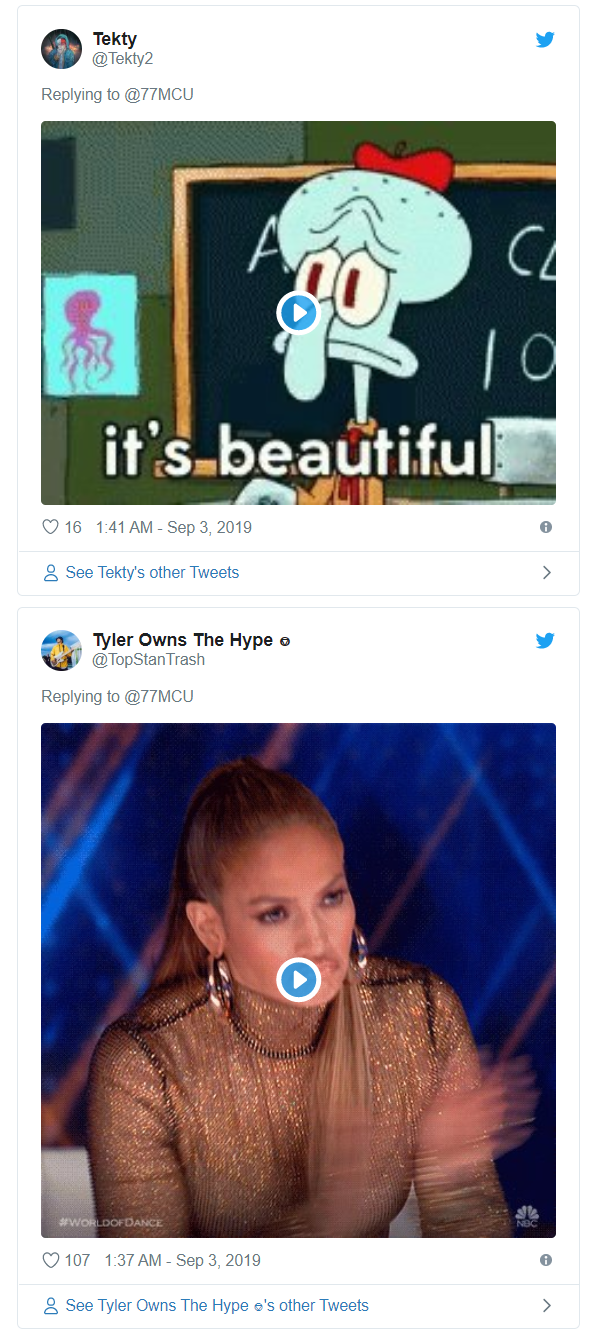 Tekty
@Tekty2
Replying to @77MCU
A
CL
10
it's beautiful
16 1:41 AM - Sep 3, 2019
See Tekty's other Tweets
Tyler Owns The Hype
@TopStanTrash
Replying to @77MCU
#WORLDOFDANCE
NBC
107 1:37 AM - Sep 3, 2019
See Tyler Owns The Hype 's other Tweets